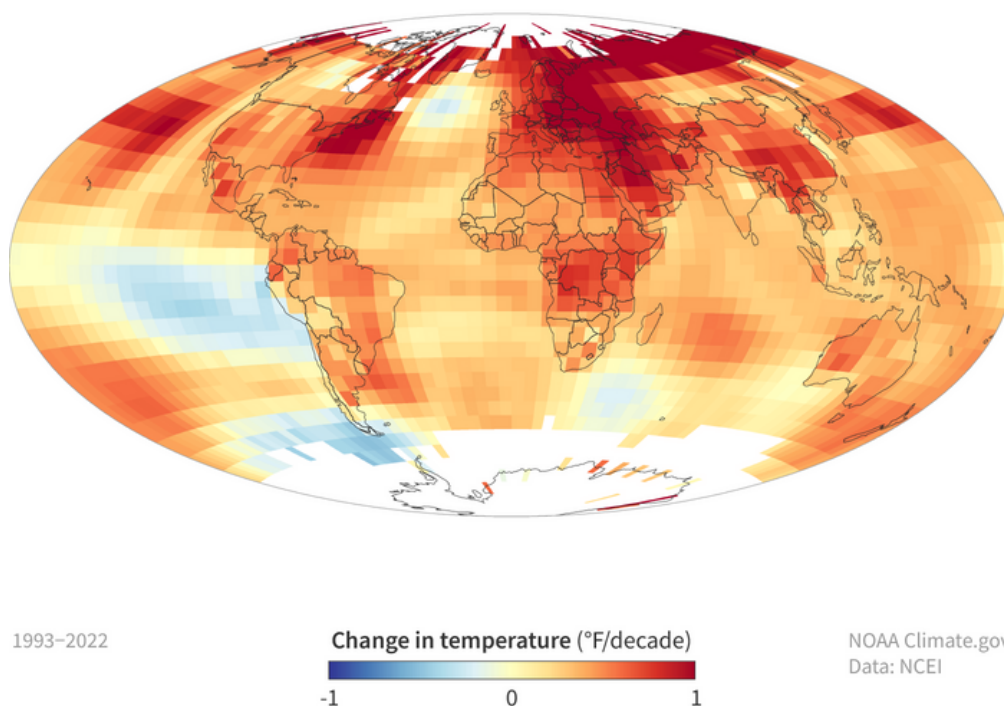 1993–2022
Change in temperature (°F/decade)
-1 0 1
NOAA Climate.gov
Data: NCEI